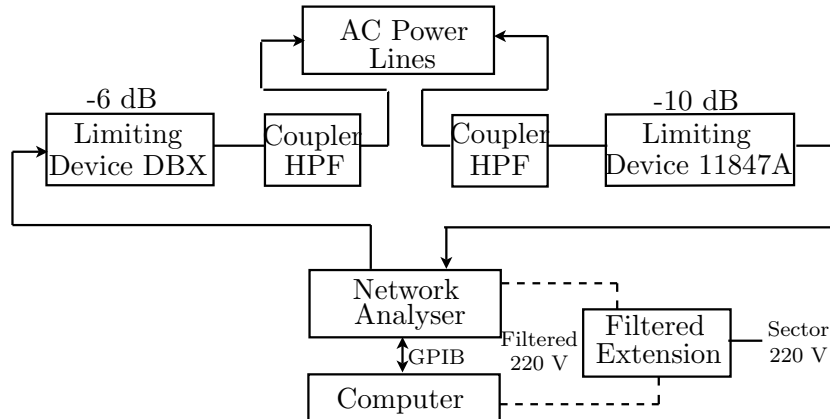 AC Power
Lines
-6 dB
-10 dB
Limiting
Device DBX
Coupler
HPF
Coupler
HPF
Limiting
Device 11847A
Network
Analyser
Filtered
220 V
Filtered
Extension
Sector
220 V
GPIB
Computer